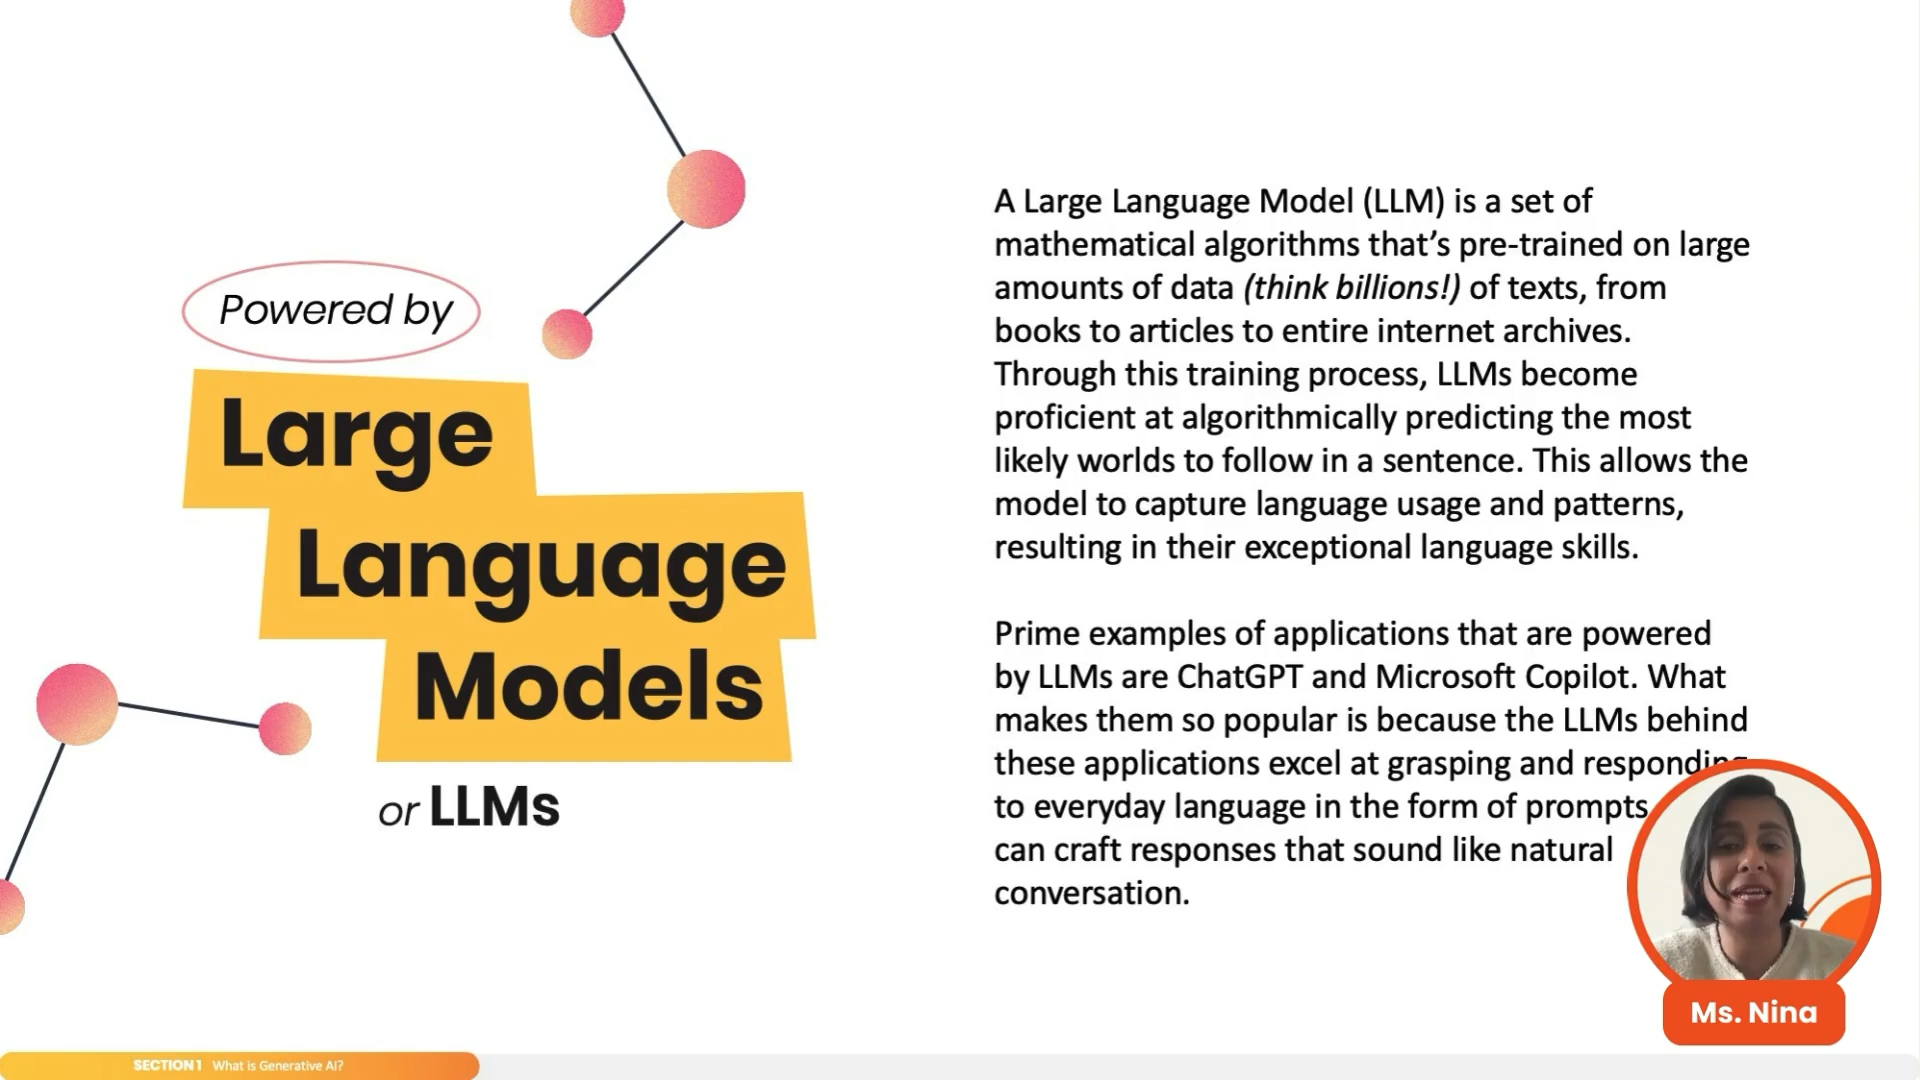 Powered by
Large
Language
Models
or LLMs
A Large Language Model (LLM) is a set of
mathematical algorithms that’s pre-trained on large
amounts of data (think billions!) of texts, from
books to articles to entire internet archives.
Through this training process, LLMs become
proficient at algorithmically predicting the most
likely worlds to follow in a sentence. This allows the
model to capture language usage and patterns,
resulting in their exceptional language skills.
Prime examples of applications that are powered
by LLMs are ChatGPT and Microsoft Copilot. What
makes them so popular is because the LLMs behind
these applications excel at grasping and responding
to everyday language in the form of prompts
can craft responses that sound like natural
conversation.
Ms. Nina
SECTION 1 What is Generative AI?